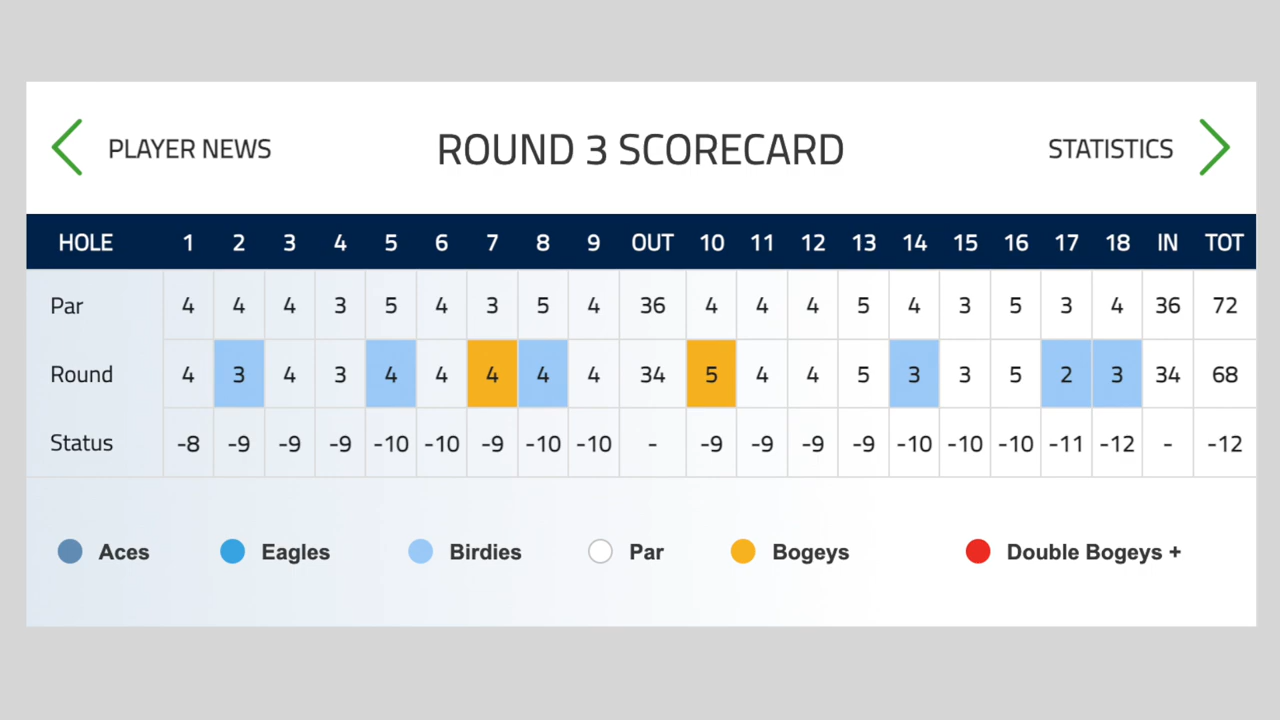 PLAYER NEWS ROUND 3 SCORECARD STATISTICS
HOLE 1 2 3 4 5 6 7 8 9 OUT 10 11 12 13 14 15 16 17 18 IN TOT
Par 4 4 4 3 5 4 3 5 4 36 4 4 4 5 4 3 5 3 4 36 72
Round 4 3 4 3 4 4 4 4 4 34 5 4 4 5 3 3 5 2 3 34 68
Status -8 -9 -9 -9 -10 -10 -9 -10 -10 - -9 -9 -9 -9 -10 -10 -10 -11 -12 - -12
Aces Eagles Birdies Par Bogeys Double Bogeys +